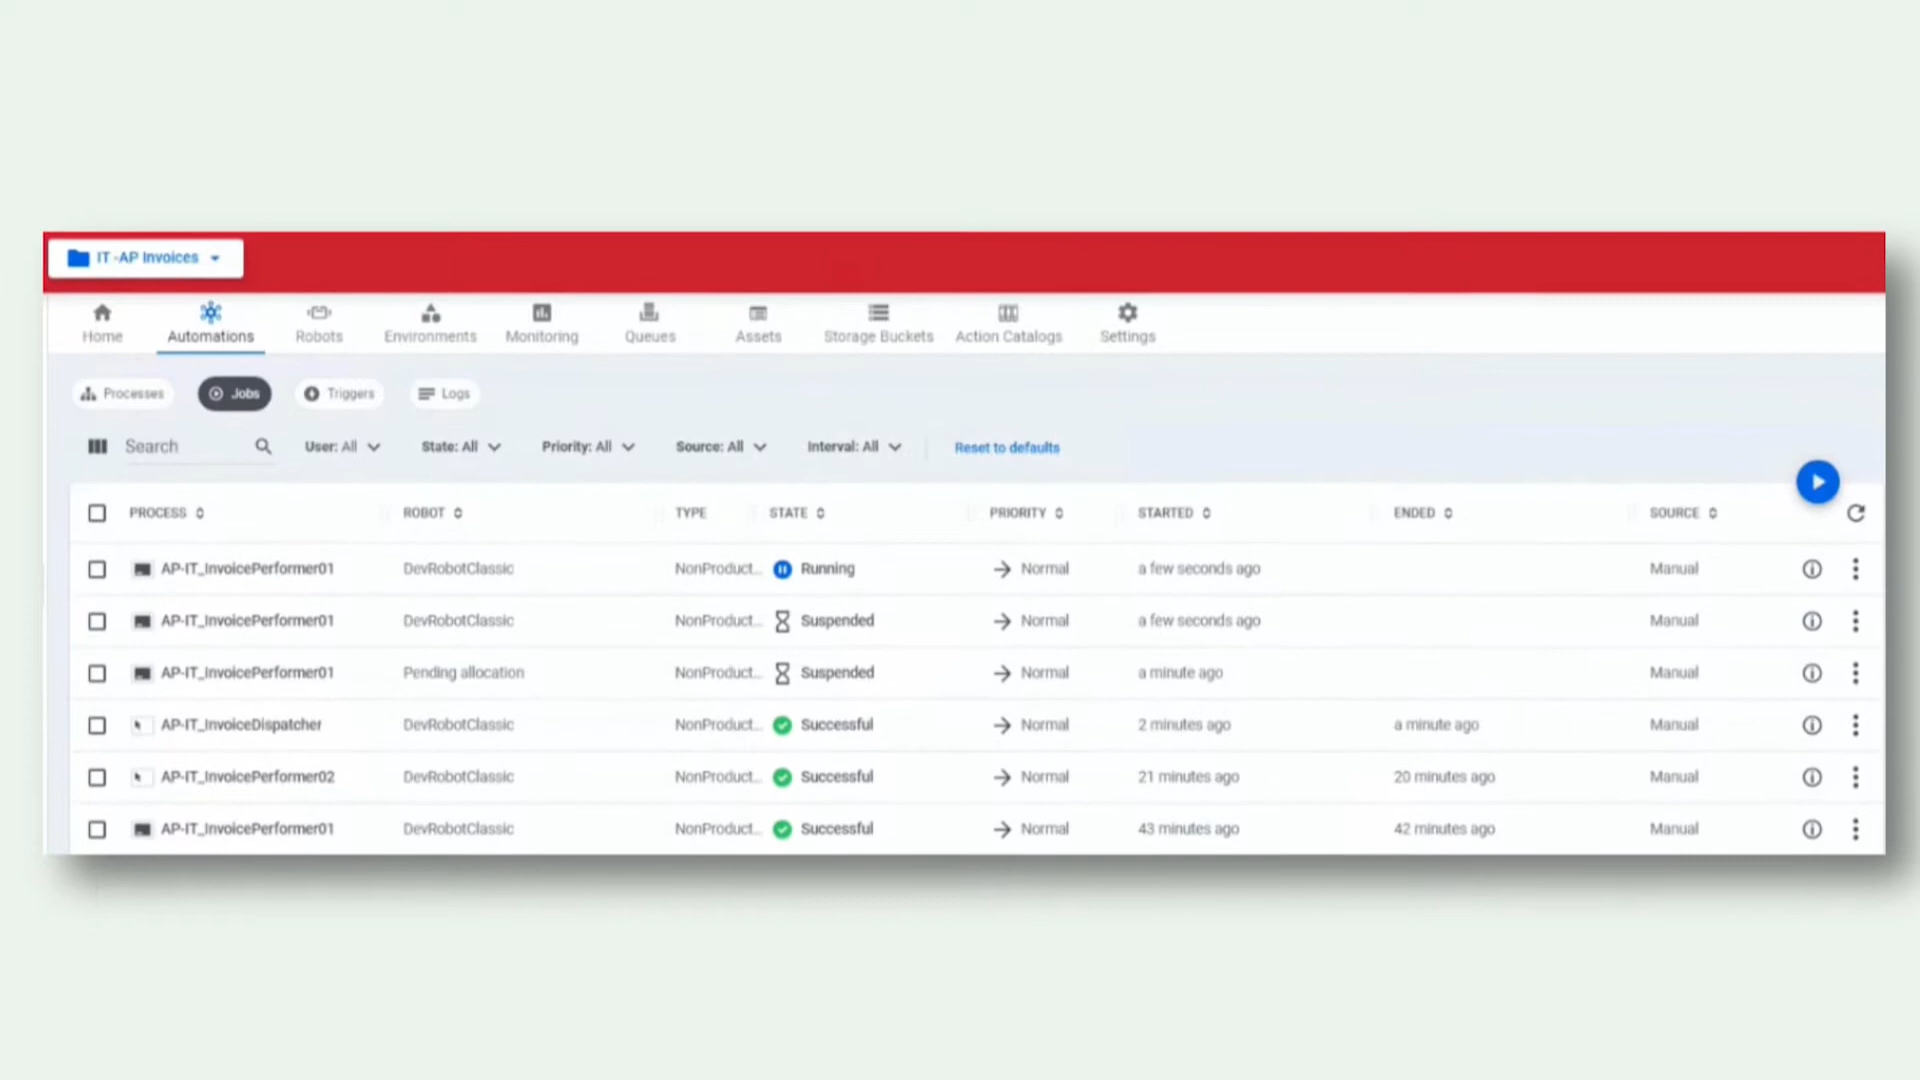 IT -AP Invoices
Home Automations Robots Environments Monitoring Queues Assets Storage Buckets Action Catalogs Settings
Processes Jobs Triggers Logs
Search User: All State: All Priority: All Source: All Interval: All Reset to defaults
PROCESS ROBOT TYPE STATE PRIORITY STARTED ENDED SOURCE
AP-IT_InvoicePerformer01 DevRobotClassic NonProduct... Running Normal a few seconds ago Manual
AP-IT_InvoicePerformer01 DevRobotClassic NonProduct... Suspended Normal a few seconds ago Manual
AP-IT_InvoicePerformer01 Pending allocation NonProduct... Suspended Normal a minute ago Manual
AP-IT_InvoiceDispatcher DevRobotClassic NonProduct... Successful Normal 2 minutes ago a minute ago Manual
AP-IT_InvoicePerformer02 DevRobotClassic NonProduct... Successful Normal 21 minutes ago 20 minutes ago Manual
AP-IT_InvoicePerformer01 DevRobotClassic NonProduct... Successful Normal 43 minutes ago 42 minutes ago Manual